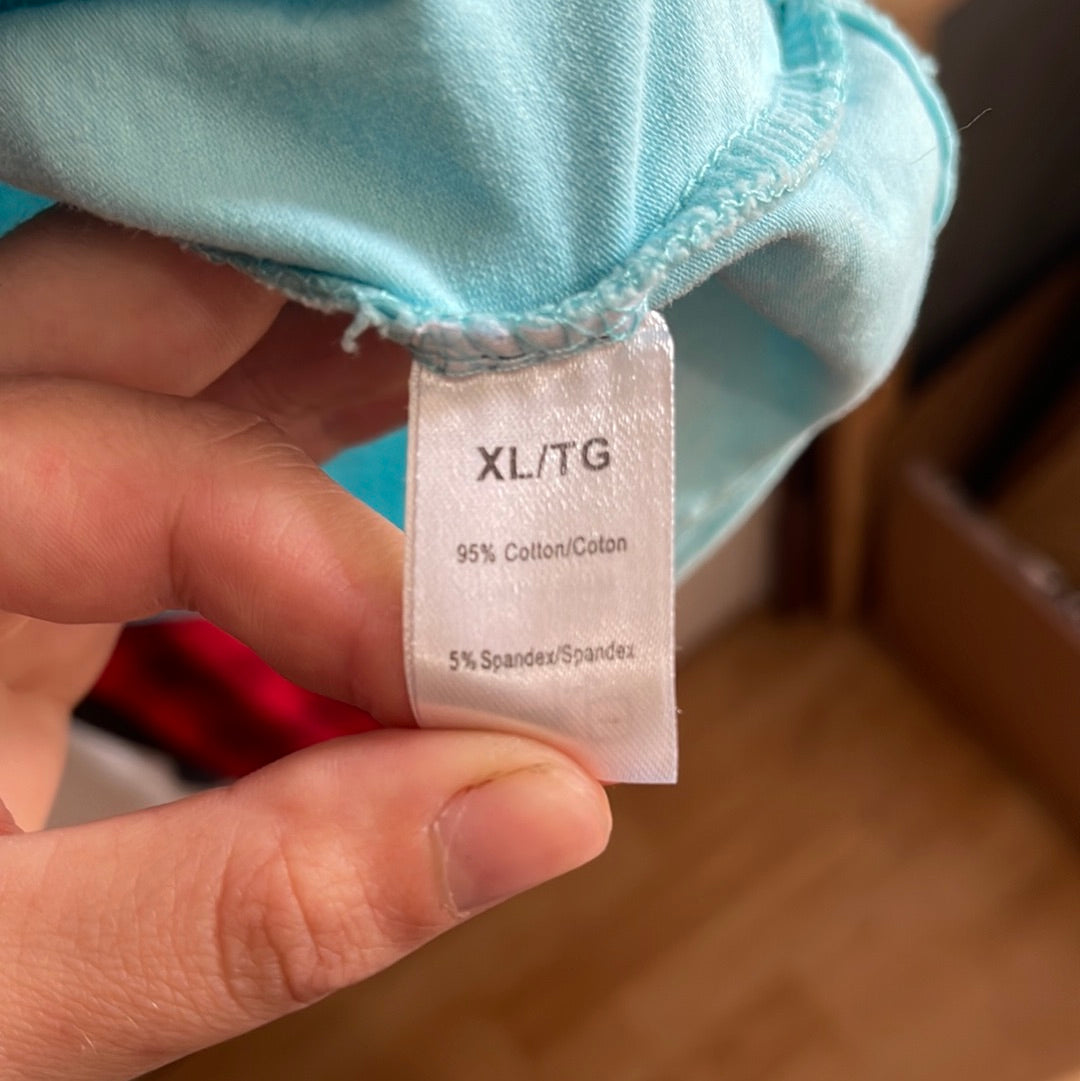 XL/TG
95% Cotton/Coton
5% Spandex/Spandex